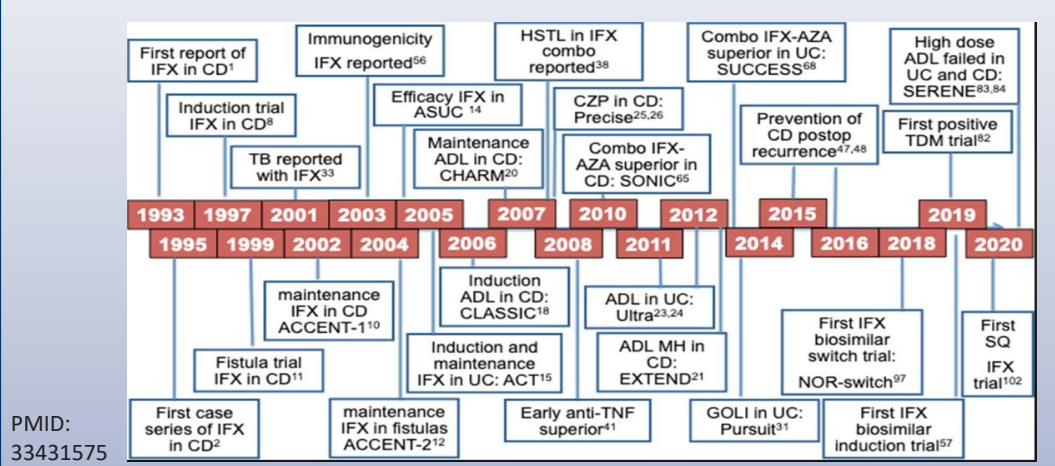 First report of
IFX in CD¹
Immunogenicity
IFX reported⁵⁶
HSTL in IFX
combo
reported³⁸
Combo IFX-AZA
superior in UC:
SUCCESS⁶⁸
High dose
ADL failed in
UC and CD:
SERENE⁸³,⁸⁴
Induction trial
IFX in CD⁸
Efficacy IFX in
ASUC ¹⁴
CZP in CD:
Precise²⁵,²⁶
Prevention of
CD postop
recurrence⁴⁷,⁴⁸
First positive
TDM trial⁸²
TB reported
with IFX³³
Maintenance
ADL in CD:
CHARM²⁰
Combo IFX-
AZA superior in
CD: SONIC⁶⁵
1993 1997 2001 2003 2005 2007 2010 2012 2015 2019
1995 1999 2002 2004 2006 2008 2011 2014 2016 2018 2020
maintenance
IFX in CD
ACCENT-1¹⁰
Induction
ADL in CD:
CLASSIC¹⁸
ADL in UC:
Ultra²³,²⁴
First IFX
biosimilar
switch trial:
NOR-switch⁹⁷
First
SQ
IFX
trial¹⁰²
Fistula trial
IFX in CD¹¹
Induction and
maintenance
IFX in UC: ACT¹⁵
ADL MH in
CD:
EXTEND²¹
First case
series of IFX
in CD²
maintenance
IFX in fistulas
ACCENT-2¹²
Early anti-TNF
superior⁴¹
GOLI in UC:
Pursuit³¹
First IFX
biosimilar
induction trial⁵⁷
PMID:
33431575